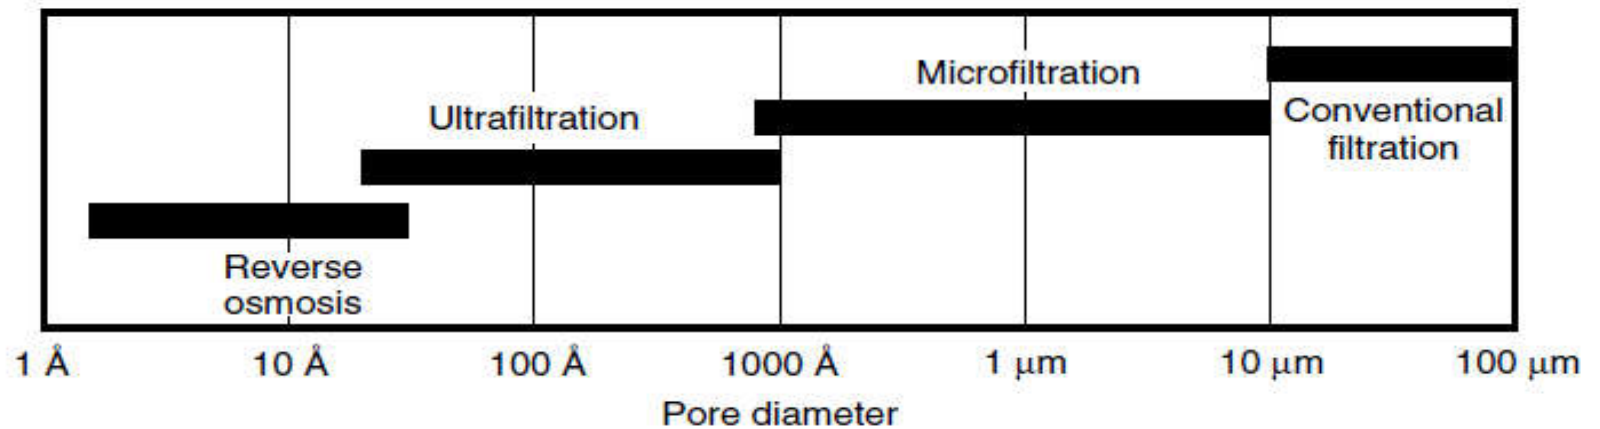 Microfiltration
Conventional
filtration
Ultrafiltration
Reverse
osmosis
1 Å 10 Å 100 Å 1000 Å 1 μm 10 μm 100 μm
Pore diameter